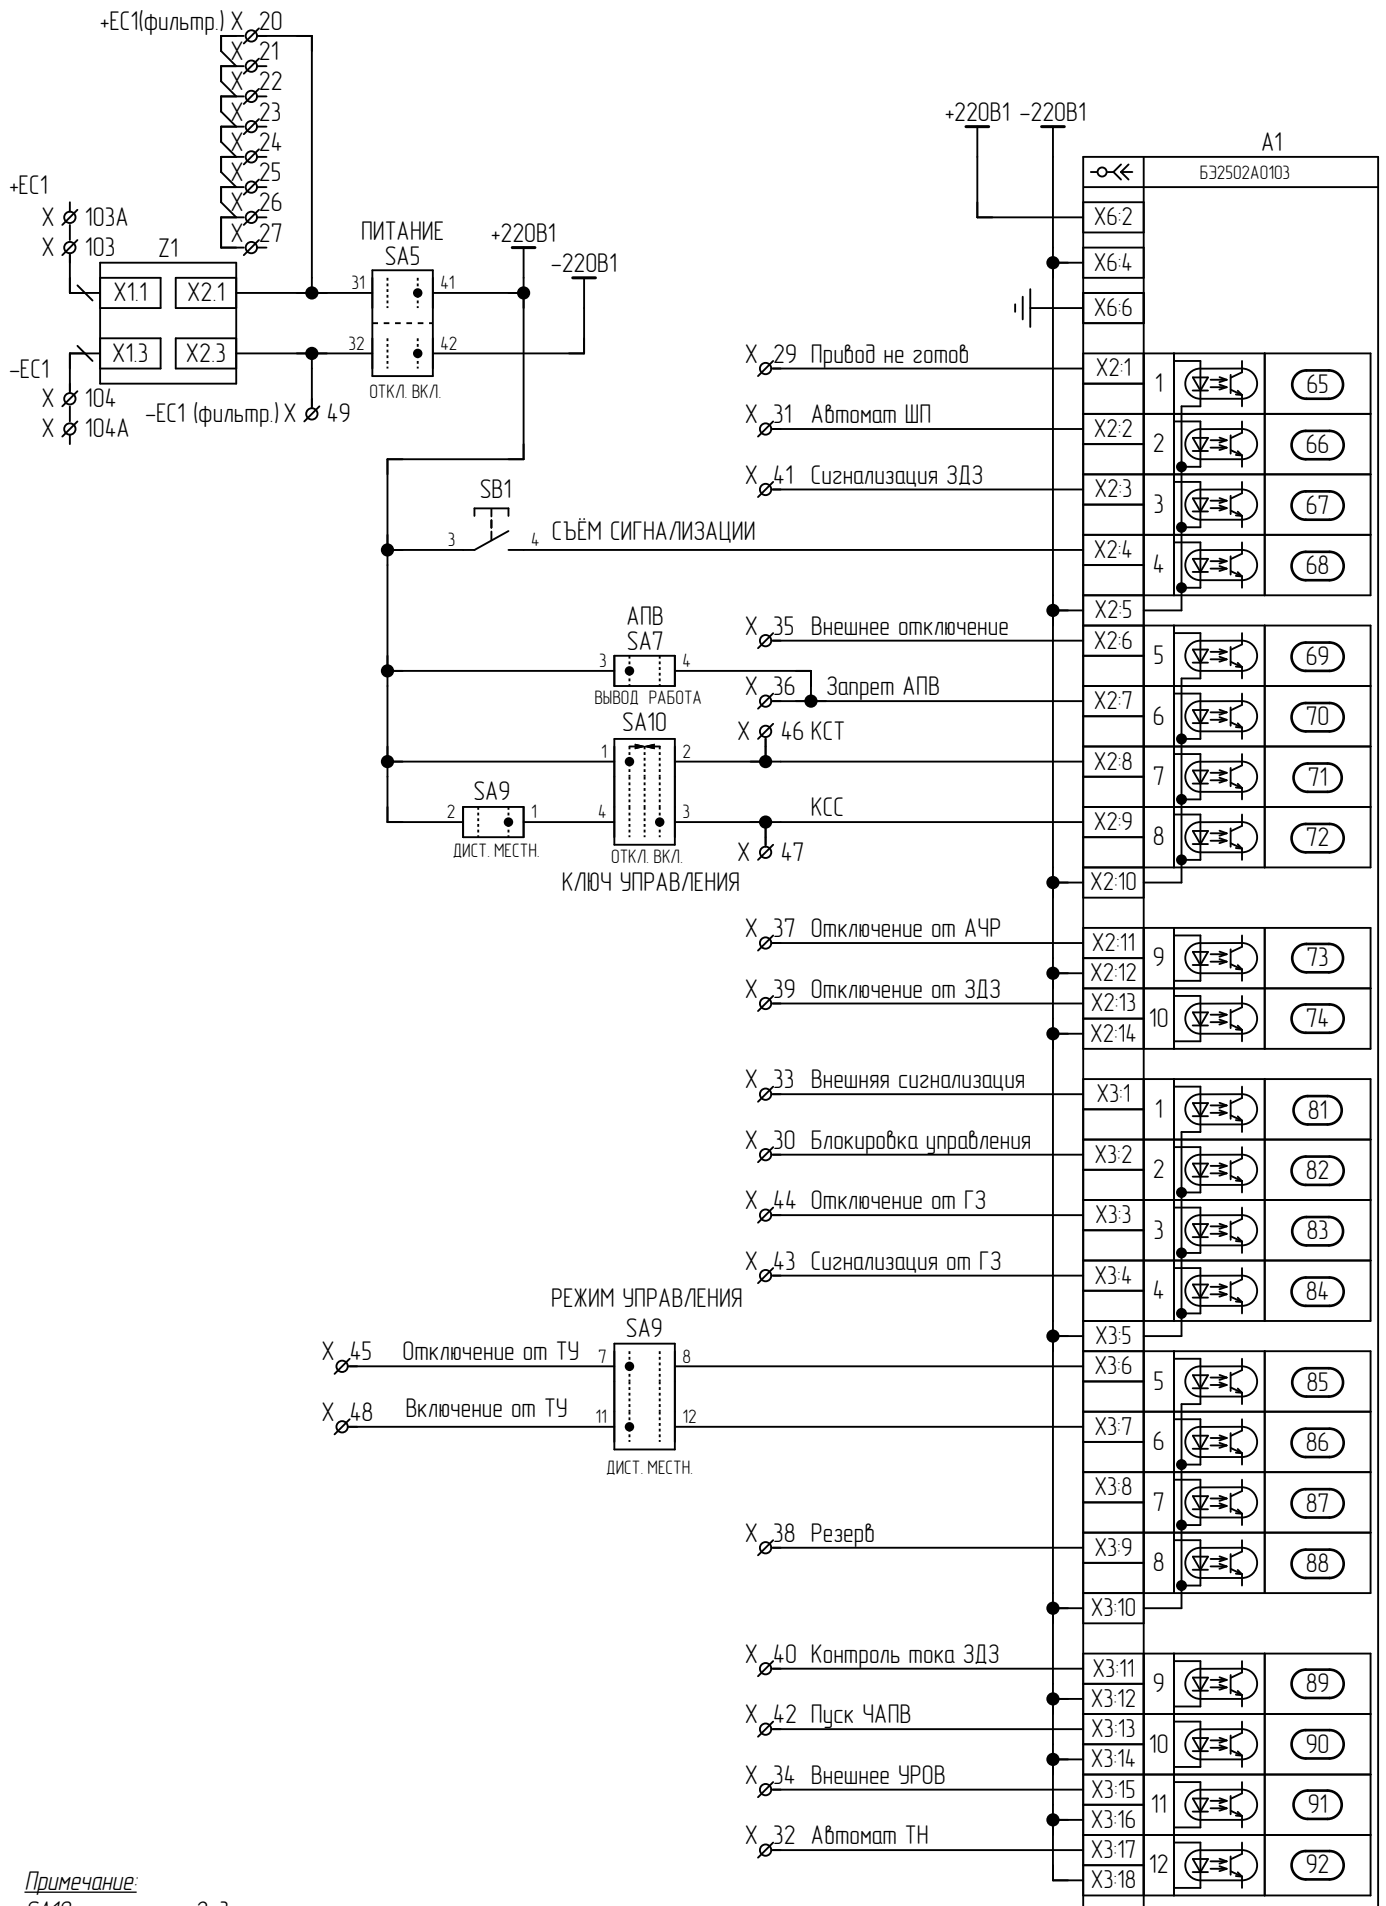 +ЕС1(фильтр.) X 20
X 21
X 22
X 23
X 24
X 25
X 26
X 27
+ЕС1
X 103А
X 103
Z1
X1.1 X2.1
X1.3 X2.3
-ЕС1
X 104
X 104А
-ЕС1 (фильтр.) X 49
ПИТАНИЕ
SA5
31 41
32 42
ОТКЛ. ВКЛ.
+220В1
-220В1
+220В1 -220В1
А1
БЭ2502А0103
X6:2
X6:4
X6:6
X 29 Привод не готов X2:1 1 65
X 31 Автомат ШП X2:2 2 66
X 41 Сигнализация ЗДЗ X2:3 3 67
SB1
3 4 СЪЁМ СИГНАЛИЗАЦИИ X2:4 4 68
X2:5
X 35 Внешнее отключение X2:6 5 69
АПВ
SA7
3 4
ВЫВОД РАБОТА
X 36 Запрет АПВ X2:7 6 70
SA10
X 46 КСТ
1 2 X2:8 7 71
SA9
2 1 4 3 КСС X2:9 8 72
ДИСТ. МЕСТН.
ОТКЛ. ВКЛ.
X 47
КЛЮЧ УПРАВЛЕНИЯ
X2:10
X 37 Отключение от АЧР X2:11 9 73
X2:12
X 39 Отключение от ЗДЗ X2:13 10 74
X2:14
X 33 Внешняя сигнализация X3:1 1 81
X 30 Блокировка управления X3:2 2 82
X 44 Отключение от ГЗ X3:3 3 83
X 43 Сигнализация от ГЗ X3:4 4 84
X3:5
РЕЖИМ УПРАВЛЕНИЯ
SA9
X 45 Отключение от ТУ 7 8 X3:6 5 85
X 48 Включение от ТУ 11 12 X3:7 6 86
ДИСТ. МЕСТН.
X3:8 7 87
X 38 Резерв X3:9 8 88
X3:10
X 40 Контроль тока ЗДЗ X3:11 9 89
X3:12
X 42 Пуск ЧАПВ X3:13 10 90
X3:14
X 34 Внешнее УРОВ X3:15 11 91
X3:16
X 32 Автомат ТН X3:17 12 92
X3:18
Примечание: